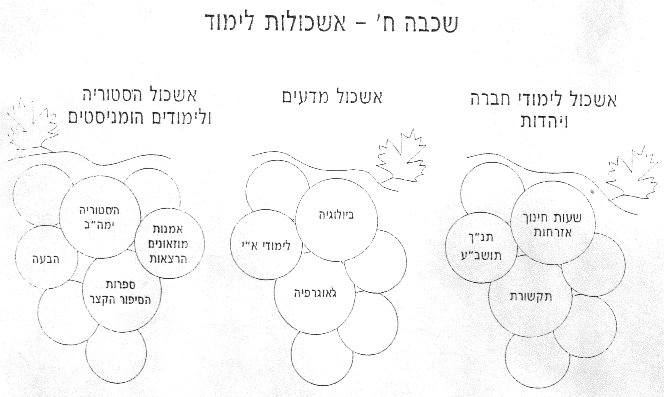 שכבה ח' - אשכולות לימוד
אשכול לימודי חברה
ויהדות
שעות חינוך
אזרחות
תנ"ך
תושב"ע
תקשורת
אשכול מדעים
ביולוגיה
לימודי א"י
גאוגרפיה
אשכול הסטוריה
ולימודים הומניסטים
היסטוריה
ימה"ב
אמנות
מוזאונים
הרצאות
הבעה
ספרות
הסיפור הקצר